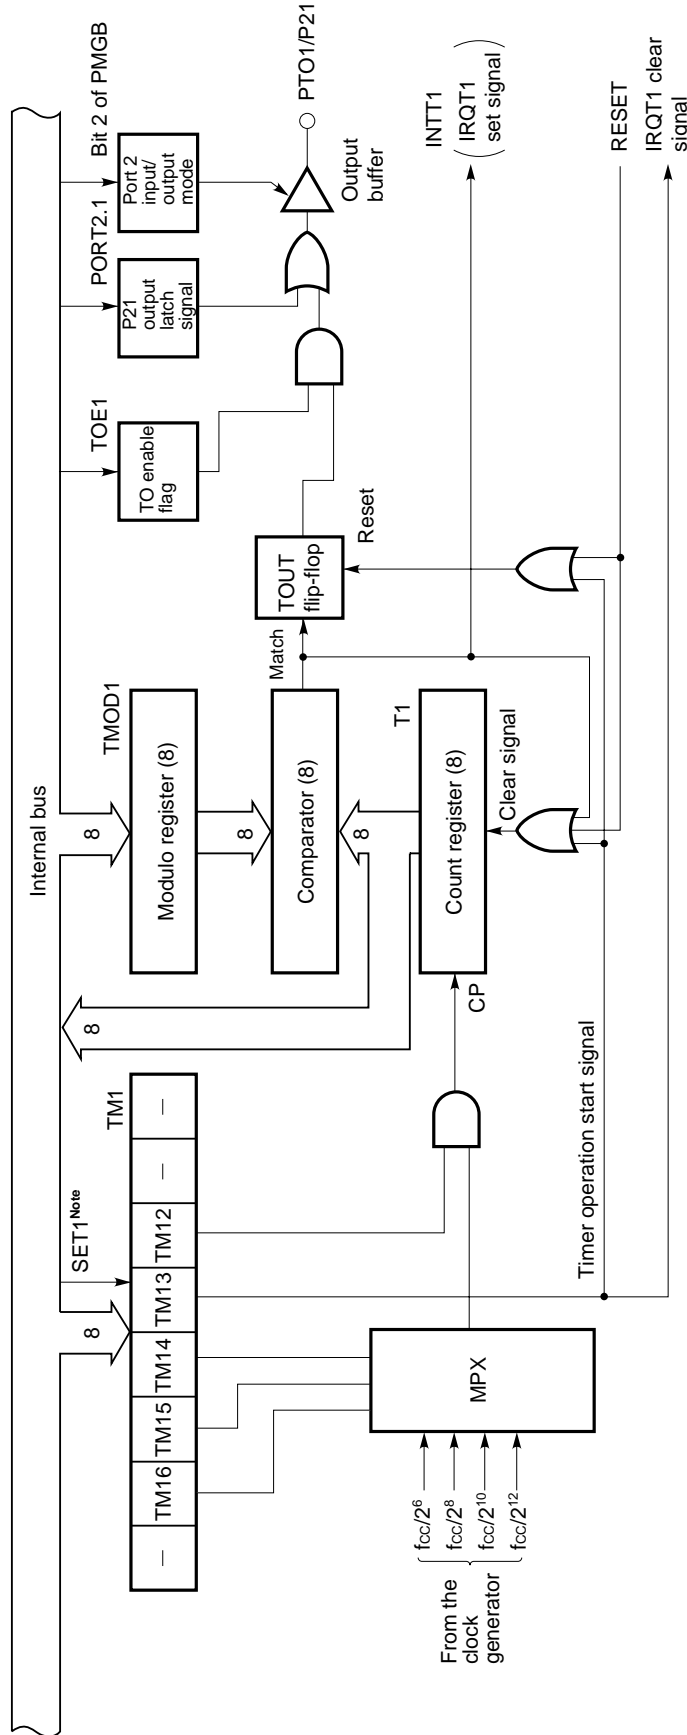 Internal bus
8
SET1Note
8
8
TM1
—
TM16
TM15
TM14
TM13
TM12
—
—
TMOD1
Modulo register (8)
8
Comparator (8)
8
T1
Count register (8)
CP
Clear signal
Match
TOUT
flip-flop
Reset
TOE1
TO enable
flag
PORT2.1
P21
output
latch
signal
Bit 2 of PMGB
Port 2
input/
output
mode
Output
buffer
PTO1/P21
INTT1
IRQT1
set signal
RESET
IRQT1 clear
signal
Timer operation start signal
MPX
From the
clock
generator
fCC/2⁶
fCC/2⁸
fCC/2¹⁰
fCC/2¹²